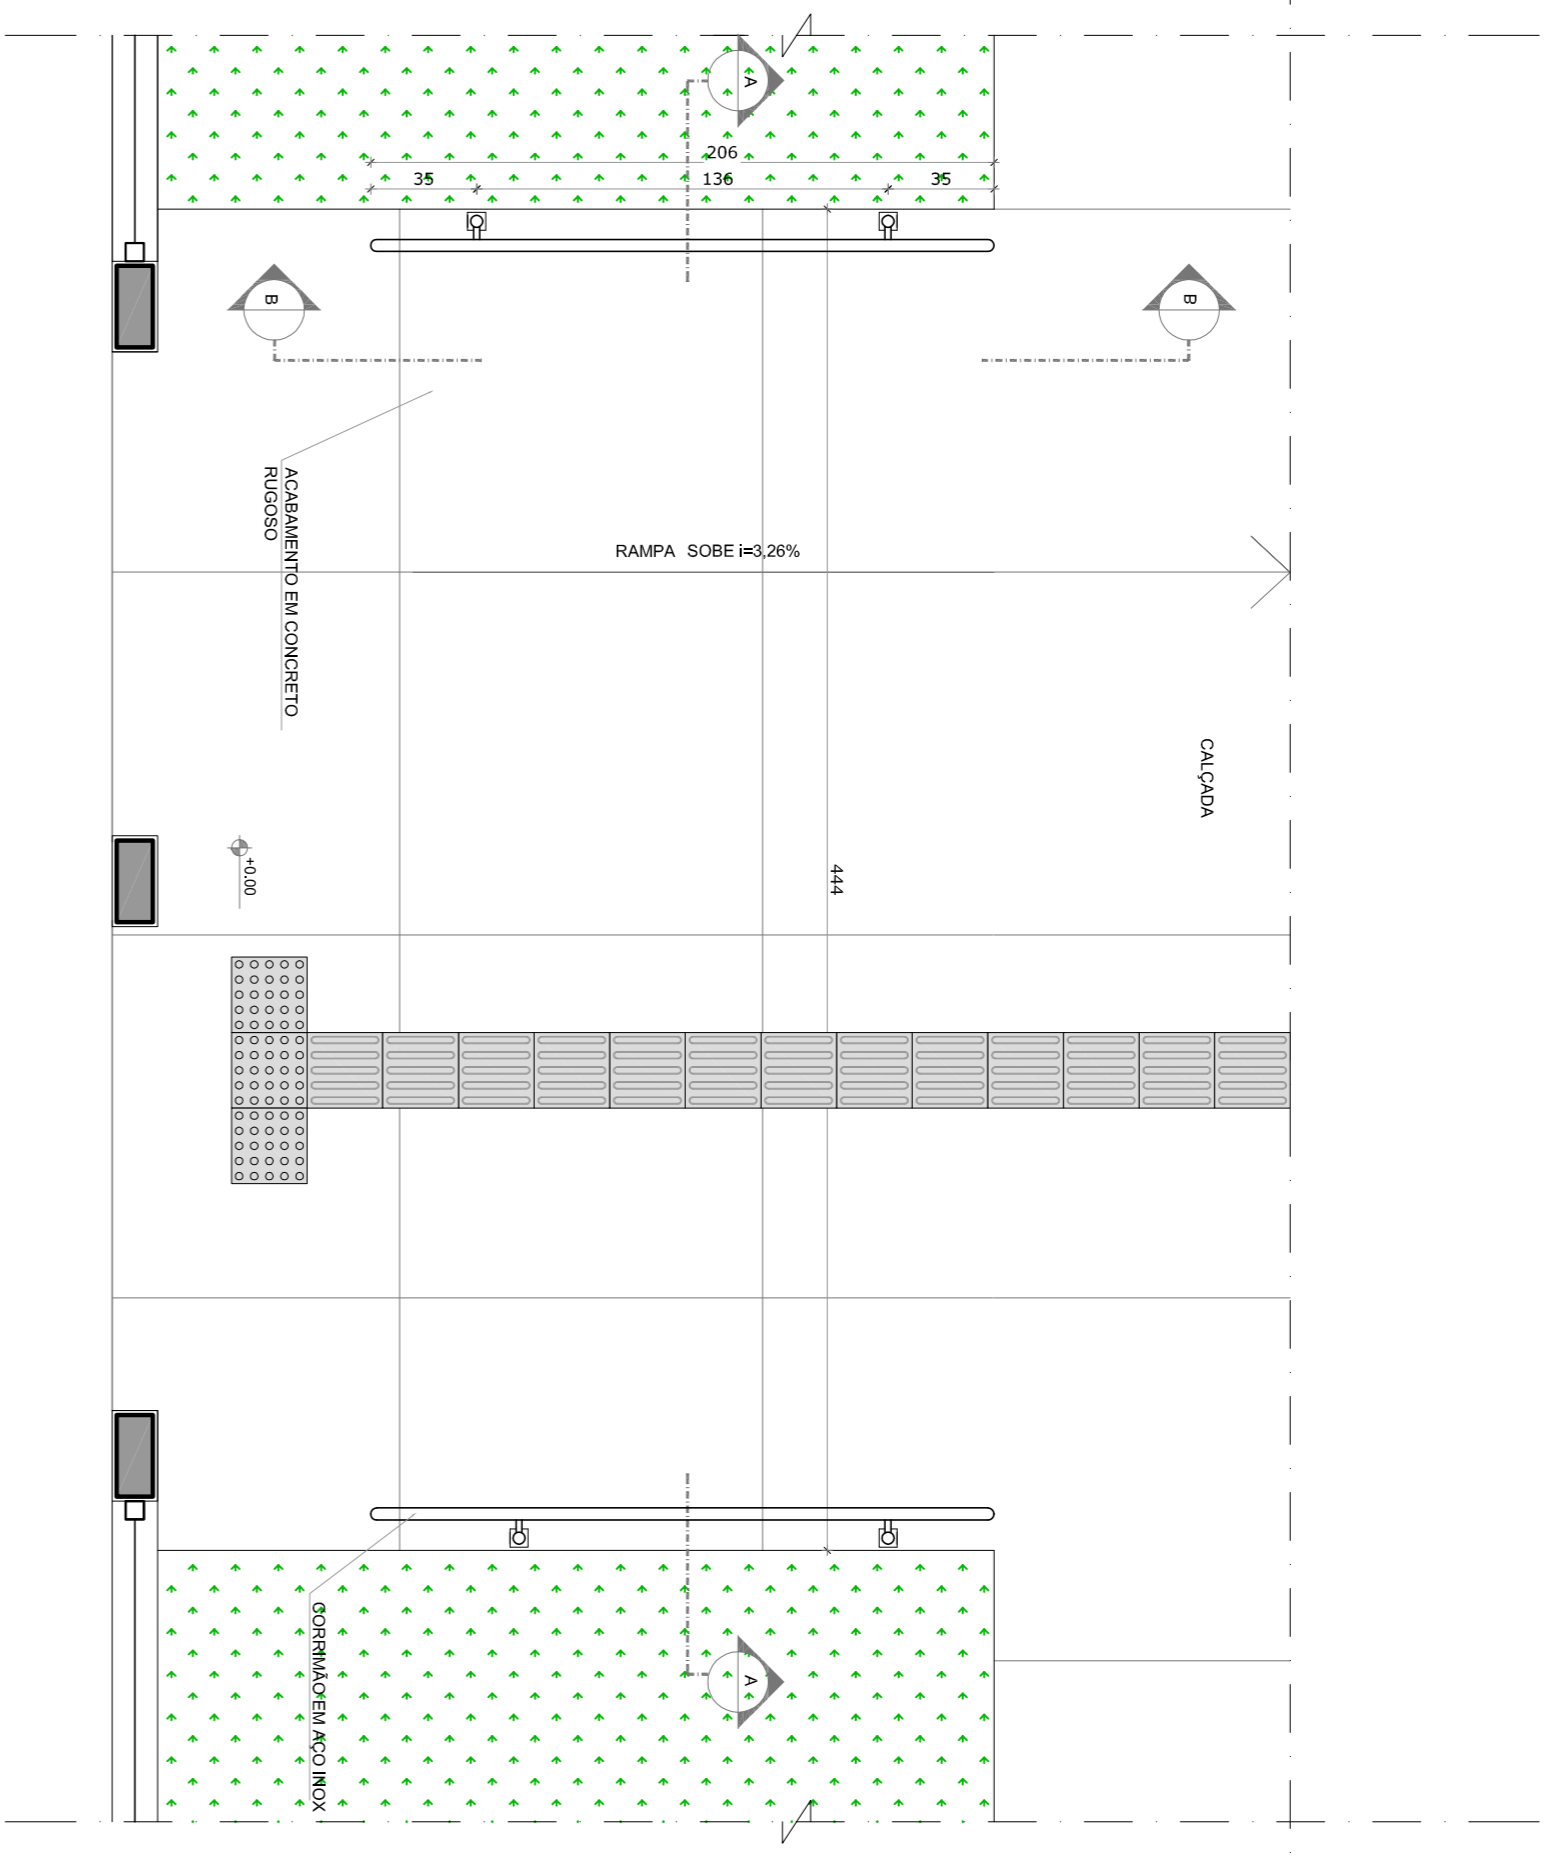 A
206
35
136
35
B
B
ACABAMENTO EM CONCRETO
RUGOSO
RAMPA SOBE i=3,26%
CALÇADA
+0.00
444
CORRIMÃO EM AÇO INOX
A